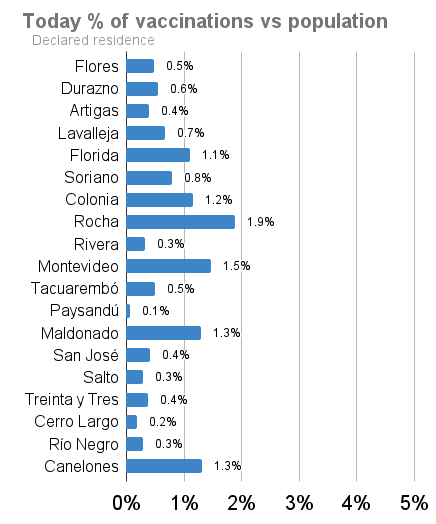 Today % of vaccinations vs population
Declared residence
Flores 0.5%
Durazno 0.6%
Artigas 0.4%
Lavalleja 0.7%
Florida 1.1%
Soriano 0.8%
Colonia 1.2%
Rocha 1.9%
Rivera 0.3%
Montevideo 1.5%
Tacuarembó 0.5%
Paysandú 0.1%
Maldonado 1.3%
San José 0.4%
Salto 0.3%
Treinta y Tres 0.4%
Cerro Largo 0.2%
Río Negro 0.3%
Canelones 1.3%
0% 1% 2% 3% 4% 5%